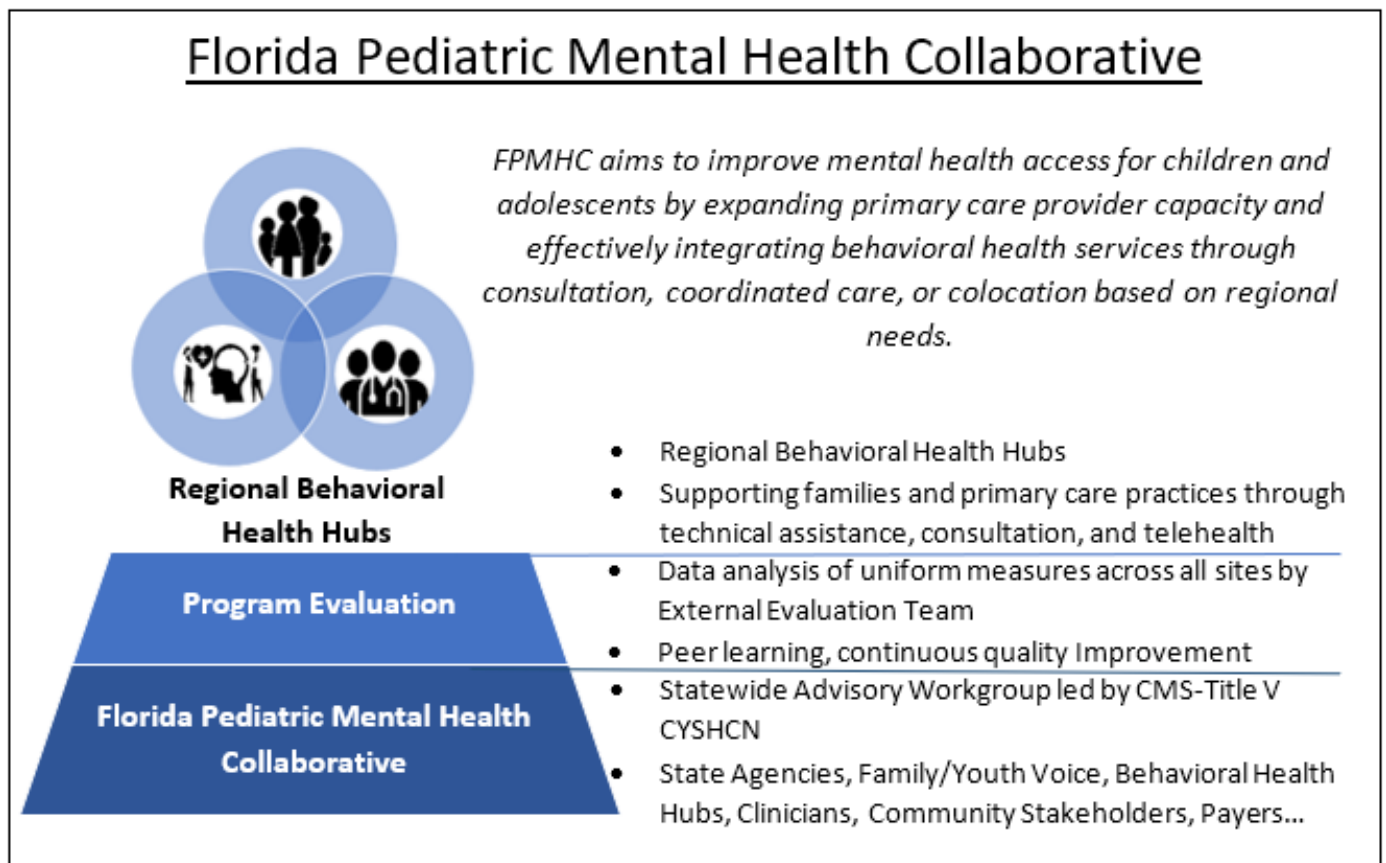 Florida Pediatric Mental Health Collaborative
FPMHC aims to improve mental health access for children and
adolescents by expanding primary care provider capacity and
effectively integrating behavioral health services through
consultation, coordinated care, or colocation based on regional
needs.
Regional Behavioral
Health Hubs
• Regional Behavioral Health Hubs
• Supporting families and primary care practices through
technical assistance, consultation, and telehealth
Program Evaluation
• Data analysis of uniform measures across all sites by
External Evaluation Team
• Peer learning, continuous quality Improvement
Florida Pediatric Mental Health
Collaborative
• Statewide Advisory Workgroup led by CMS-Title V
CYSHCN
• State Agencies, Family/Youth Voice, Behavioral Health
Hubs, Clinicians, Community Stakeholders, Payers...